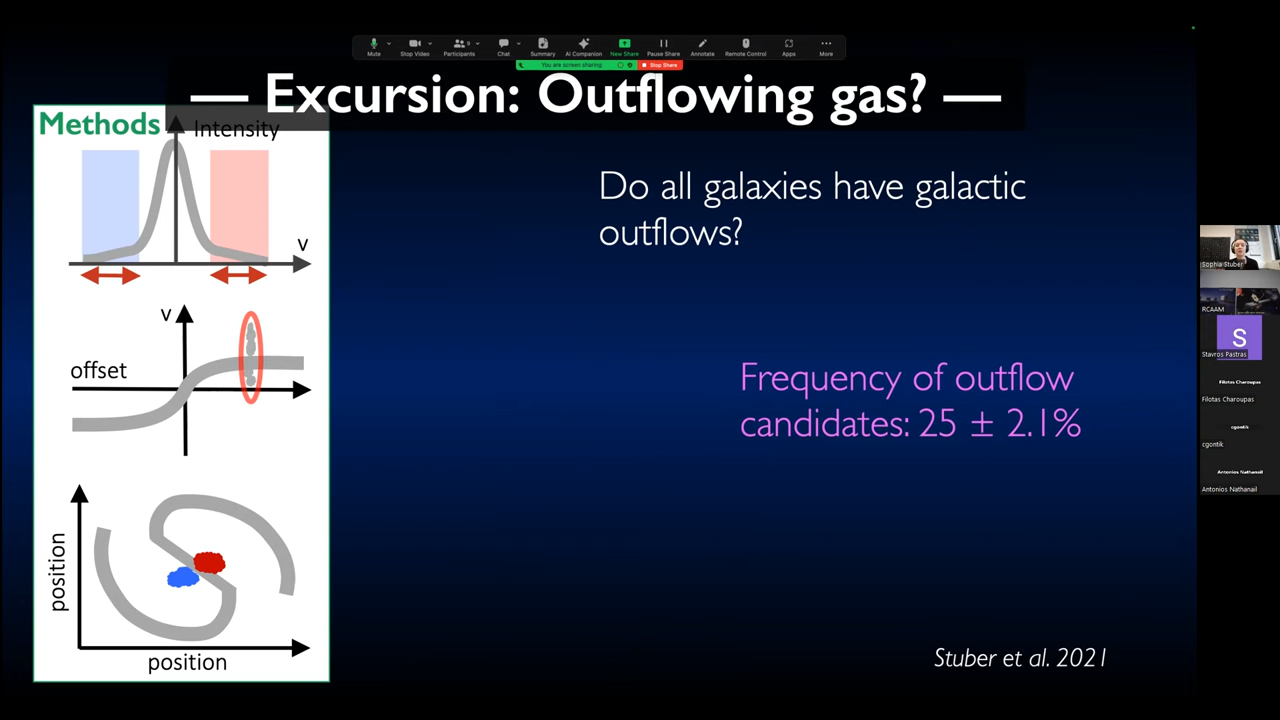 Mute
Stop Video
Participants
9
Chat
Summary
AI Companion
New Share
Pause Share
Annotate
Remote Control
Apps
More
You are screen sharing
Stop Share
— Excursion: Outflowing gas? —
Methods
Intensity
v
Do all galaxies have galactic
outflows?
v
offset
Frequency of outflow
candidates: 25 ± 2.1%
position
position
Stuber et al. 2021
Sophia Stuber
RCAAM
S
Stavros Pastras
Filotas Charoupas
Filotas Charoupas
cgontik
cgontik
Antonios Nathanail
Antonios Nathanail